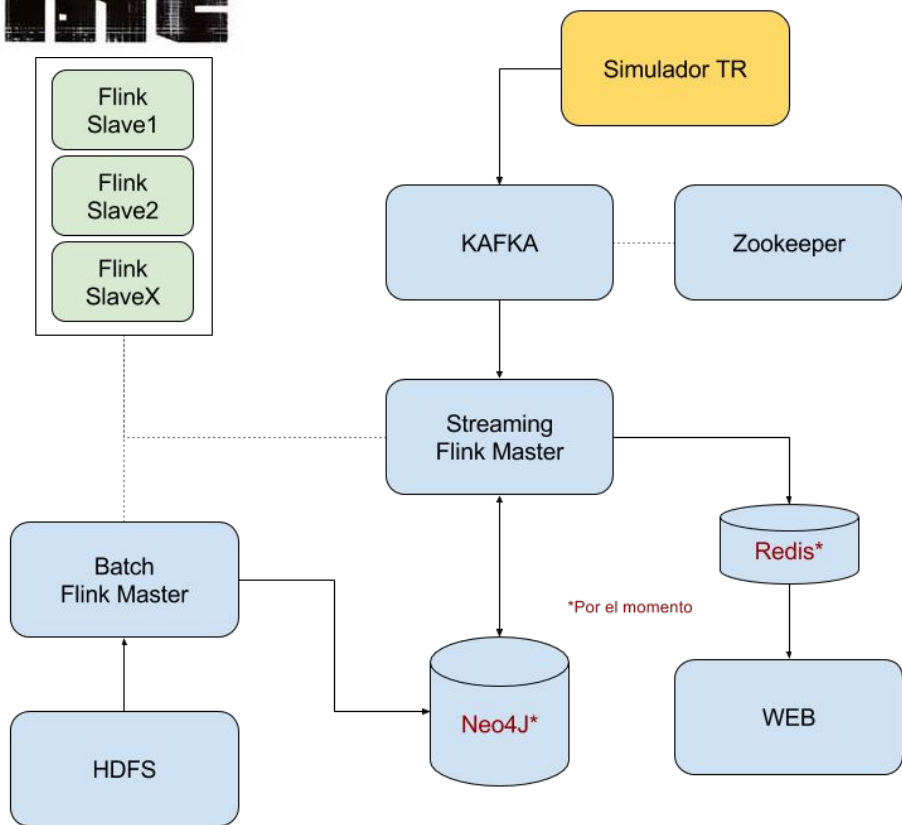 Simulador TR
Flink
Slave1
Flink
Slave2
Flink
SlaveX
KAFKA
Zookeeper
Streaming
Flink Master
Batch
Flink Master
Redis*
*Por el momento
Neo4J*
WEB
HDFS